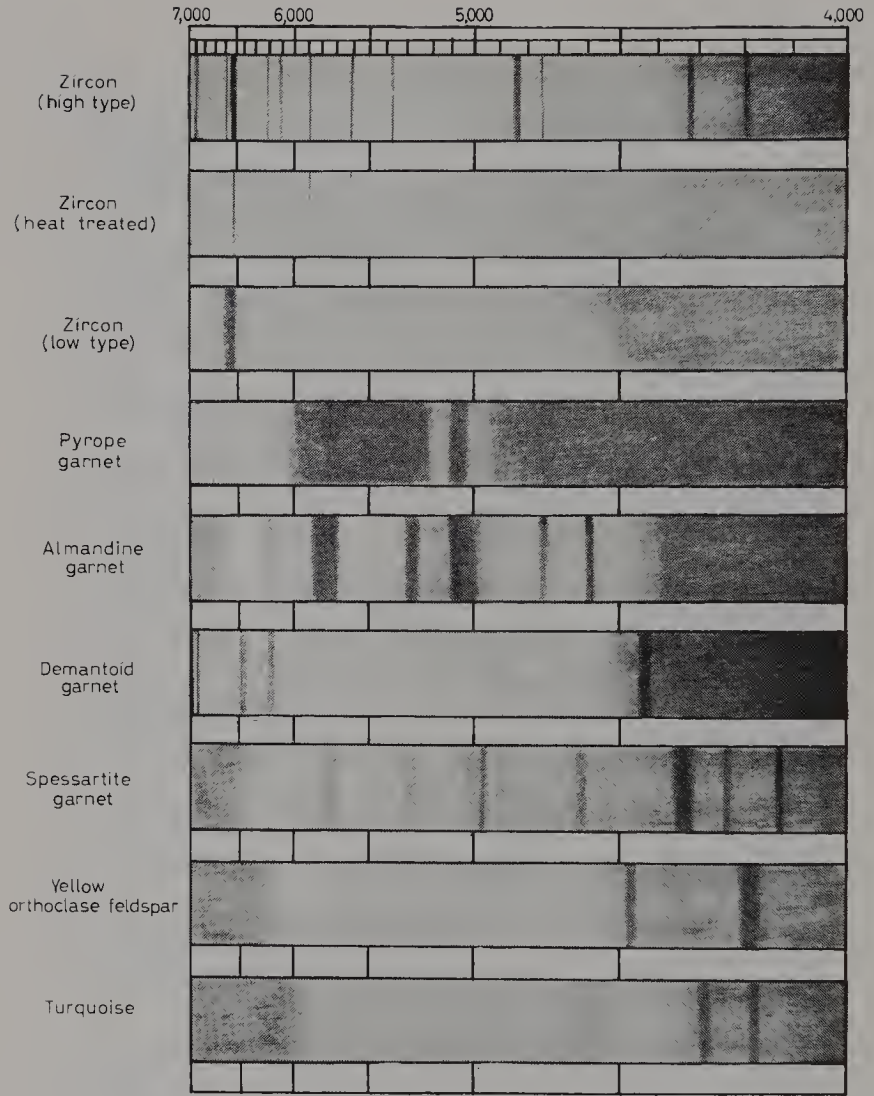 7,000 6,000 5,000 4,000
Zircon
(high type)
Zircon
(heat treated)
Zircon
(low type)
Pyrope
garnet
Almandine
garnet
Demantoid
garnet
Spessartite
garnet
Yellow
orthoclase feldspar
Turquoise